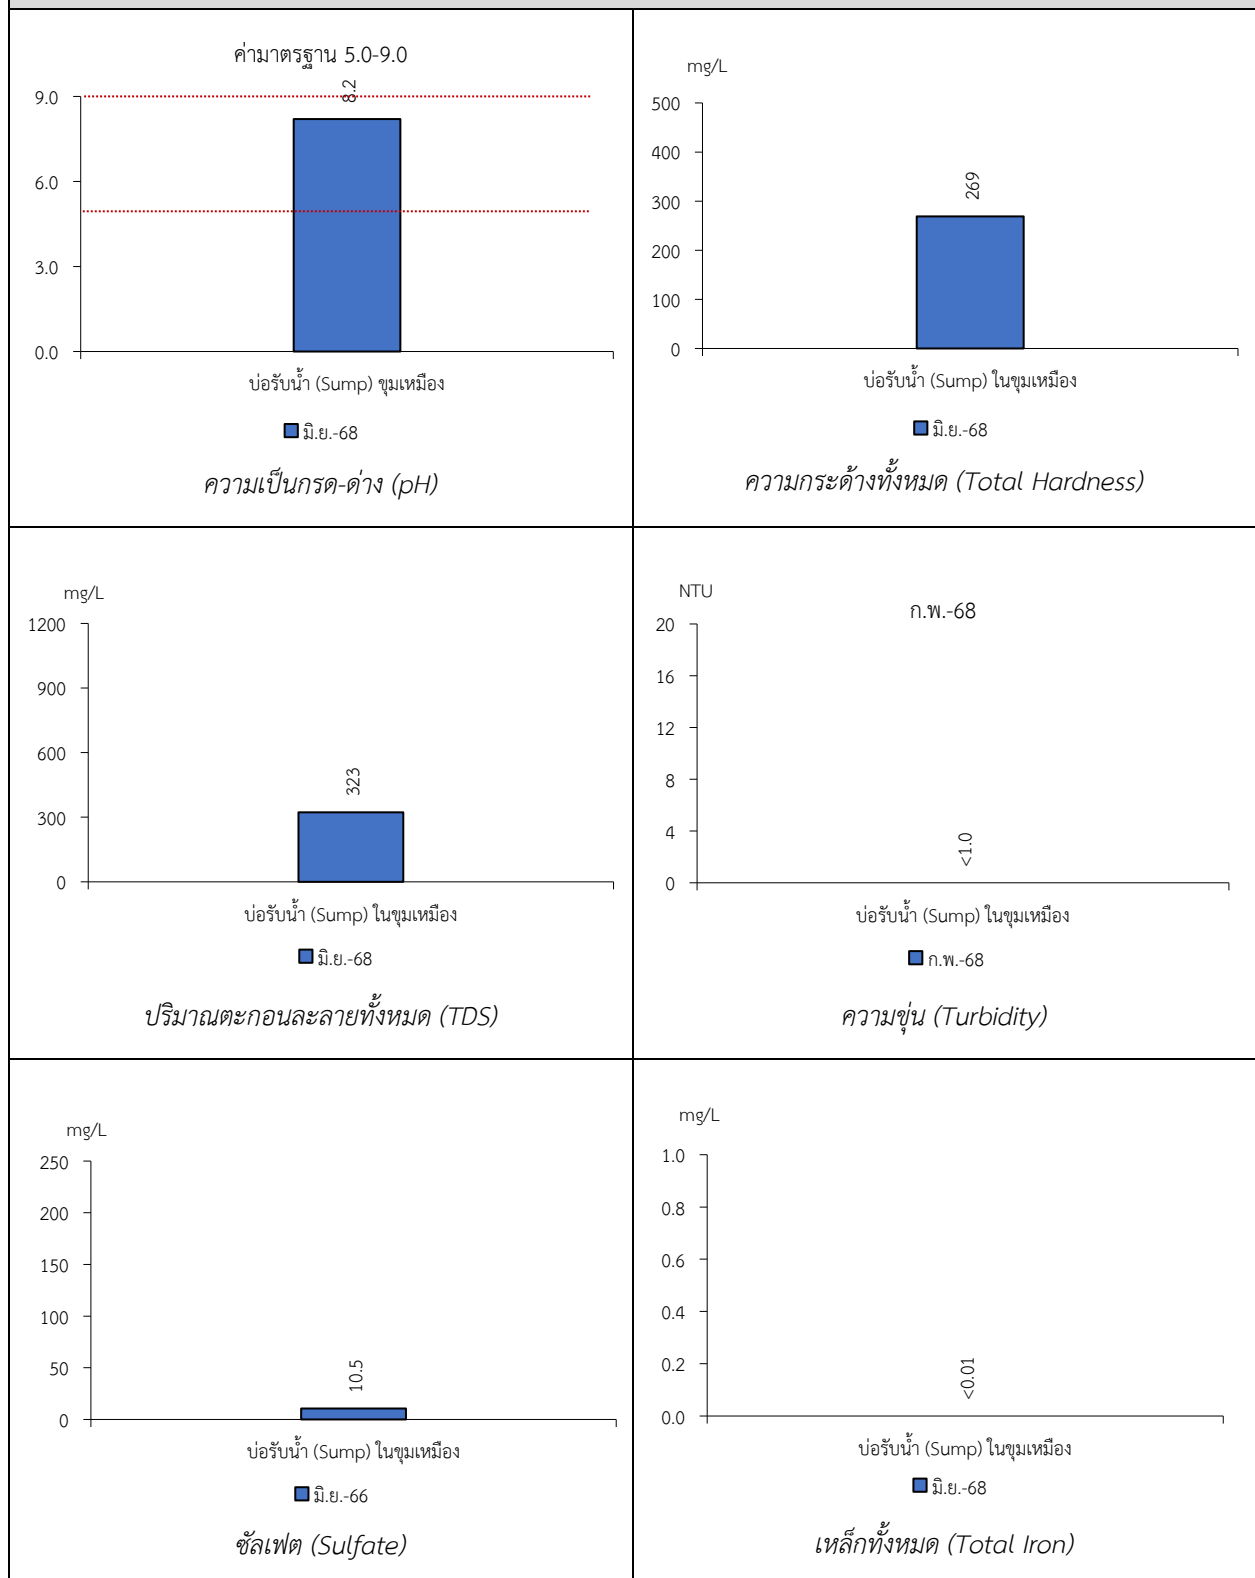 ค่ามาตรฐาน 5.0-9.0
8.2
9.0
6.0
3.0
0.0
บ่อรับน้ำ (Sump) ขุมเหมือง
มิ.ย.-68
ความเป็นกรด-ด่าง (pH)
mg/L
500
400
300
200
100
0
269
บ่อรับน้ำ (Sump) ในขุมเหมือง
มิ.ย.-68
ความกระด้างทั้งหมด (Total Hardness)
mg/L
1200
900
600
300
0
323
บ่อรับน้ำ (Sump) ในขุมเหมือง
มิ.ย.-68
ปริมาณตะกอนละลายทั้งหมด (TDS)
NTU
ก.พ.-68
20
16
12
8
4
0
<1.0
บ่อรับน้ำ (Sump) ในขุมเหมือง
ก.พ.-68
ความขุ่น (Turbidity)
mg/L
250
200
150
100
50
0
10.5
บ่อรับน้ำ (Sump) ในขุมเหมือง
มิ.ย.-66
ซัลเฟต (Sulfate)
mg/L
1.0
0.8
0.6
0.4
0.2
0.0
<0.01
บ่อรับน้ำ (Sump) ในขุมเหมือง
มิ.ย.-68
เหล็กทั้งหมด (Total Iron)